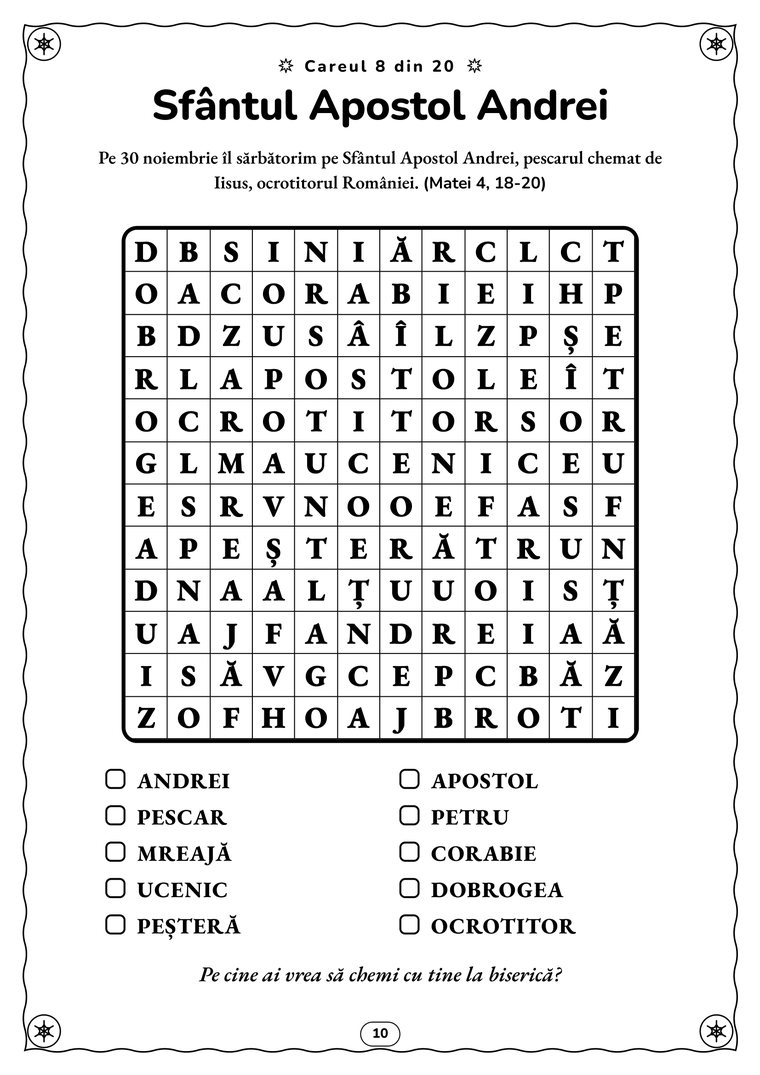 Careul 8 din 20
Sfântul Apostol Andrei
Pe 30 noiembrie îl sărbătorim pe Sfântul Apostol Andrei, pescarul chemat de
Iisus, ocrotitorul României. (Matei 4, 18-20)
D B S I N I Ă R C L C T
O A C O R A B I E I H P
B D Z U S Â Î L Z P Ș E
R L A P O S T O L E Î T
O C R O T I T O R S O R
G L M A U C E N I C E U
E S R V N O O E F A S F
A P E Ș T E R Ă T R U N
D N A A L Ț U U O I S Ț
U A J F A N D R E I A Ă
I S Ă V G C E P C B Ă Z
Z O F H O A J B R O T I
ANDREI
PESCAR
MREAJĂ
UCENIC
PEȘTERĂ
APOSTOL
PETRU
CORABIE
DOBROGEA
OCROTITOR
Pe cine ai vrea să chemi cu tine la biserică?
10